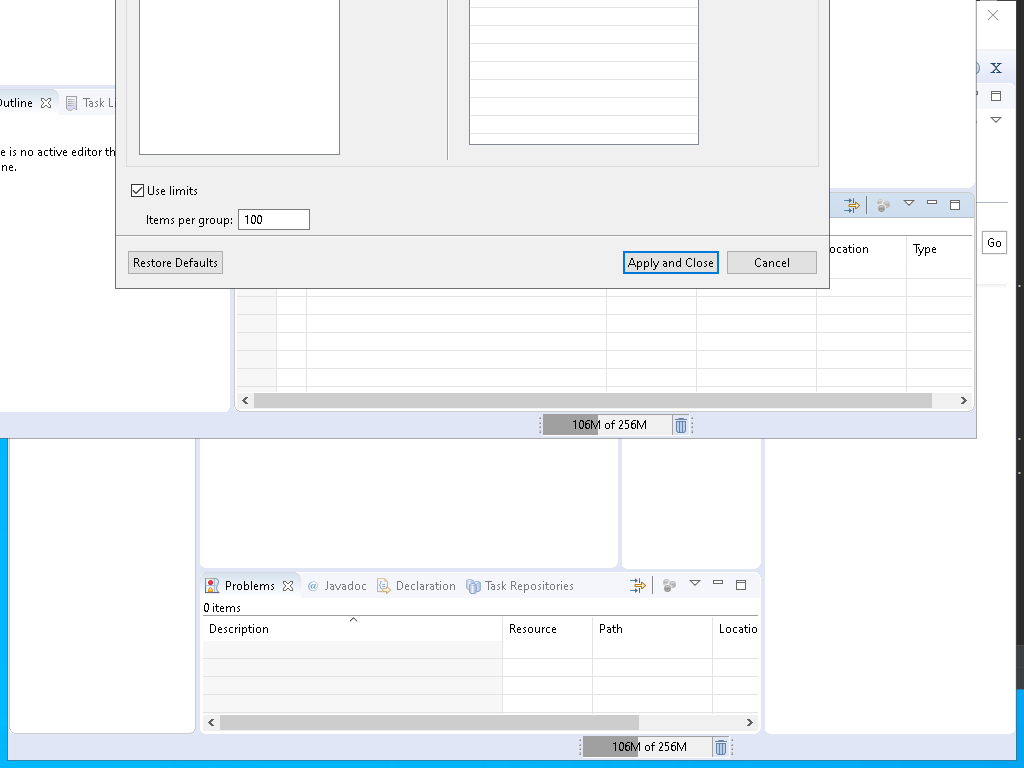 X
Outline
Task Li
e is no active editor th
ne.
Use limits
Items per group: 100
Restore Defaults
Apply and Close
Cancel
ocation
Type
Go
106M of 256M
Problems
@ Javadoc
Declaration
Task Repositories
0 items
Description
Resource
Path
Locatio
106M of 256M